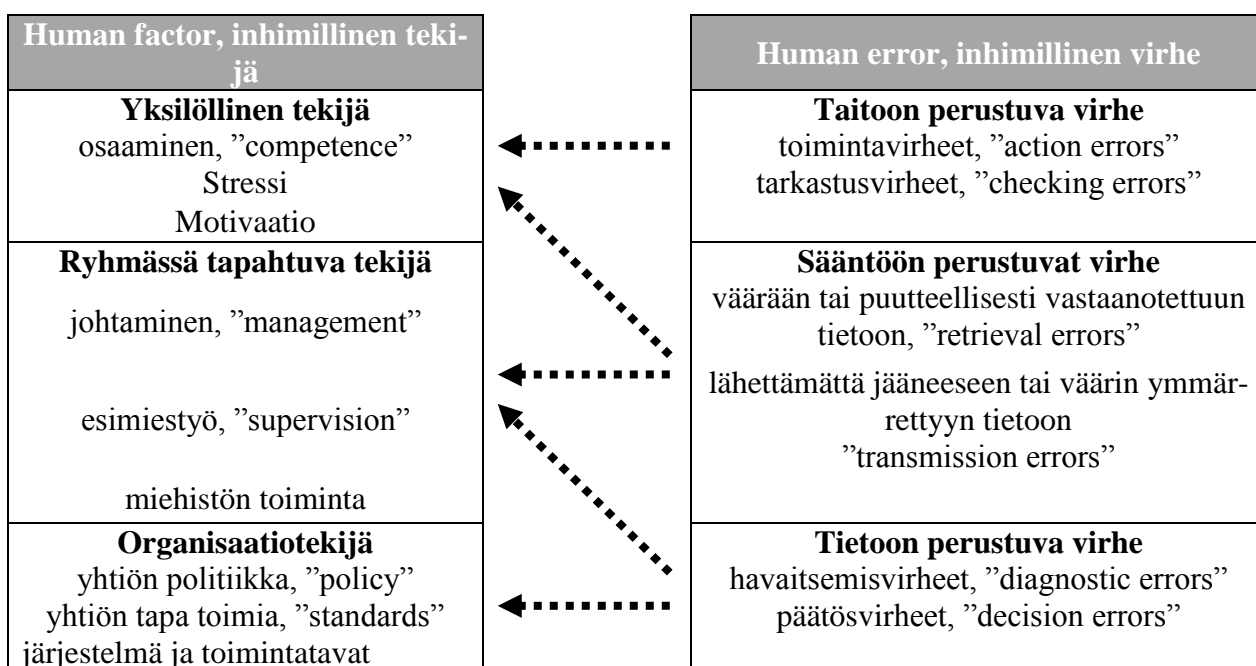 Human factor, inhimillinen teki-
jä
Yksilöllinen tekijä
osaaminen, ”competence”
Stressi
Motivaatio
Ryhmässä tapahtuva tekijä
johtaminen, ”management”
esimiestyö, ”supervision”
miehistön toiminta
Organisaatiotekijä
yhtiön politiikka, ”policy”
yhtiön tapa toimia, ”standards”
järjestelmä ja toimintatavat
Human error, inhimillinen virhe
Taitoon perustuva virhe
toimintavirheet, ”action errors”
tarkastusvirheet, ”checking errors”
Sääntöön perustuvat virhe
väärään tai puutteellisesti vastaanotettuun
tietoon, ”retrieval errors”
lähettämättä jääneeseen tai väärin ymmär-
rettyyn tietoon
”transmission errors”
Tietoon perustuva virhe
havaitsemisvirheet, ”diagnostic errors”
päätösvirheet, ”decision errors”